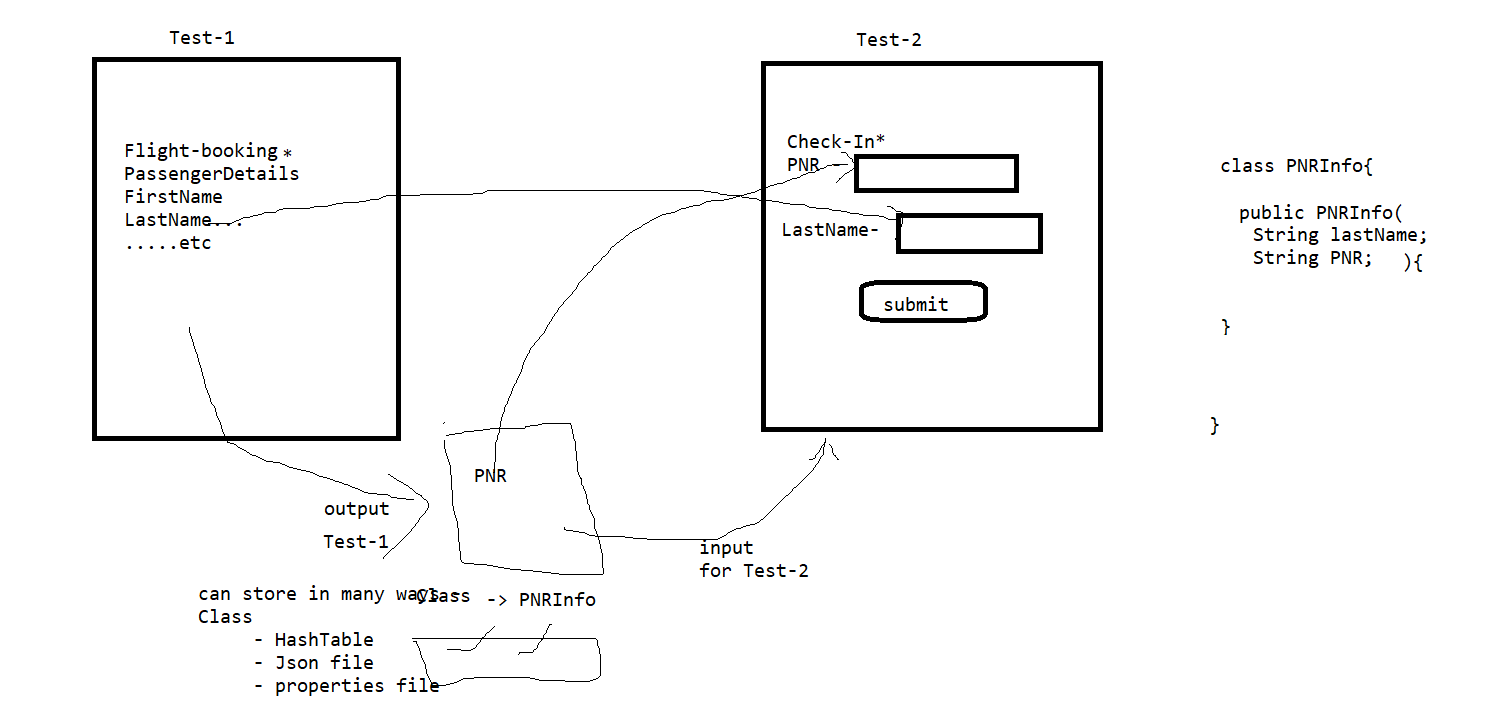 Test-1
Flight-booking *
PassengerDetails
FirstName
LastName...
.....etc
Test-2
Check-In*
PNR
LastName-
submit
class PNRInfo{
public PNRInfo(
String lastName;
String PNR; ){
}
}
PNR
output
Test-1
input
for Test-2
can store in many ways -
Class
- HashTable
- Json file
- properties file
Class -> PNRInfo